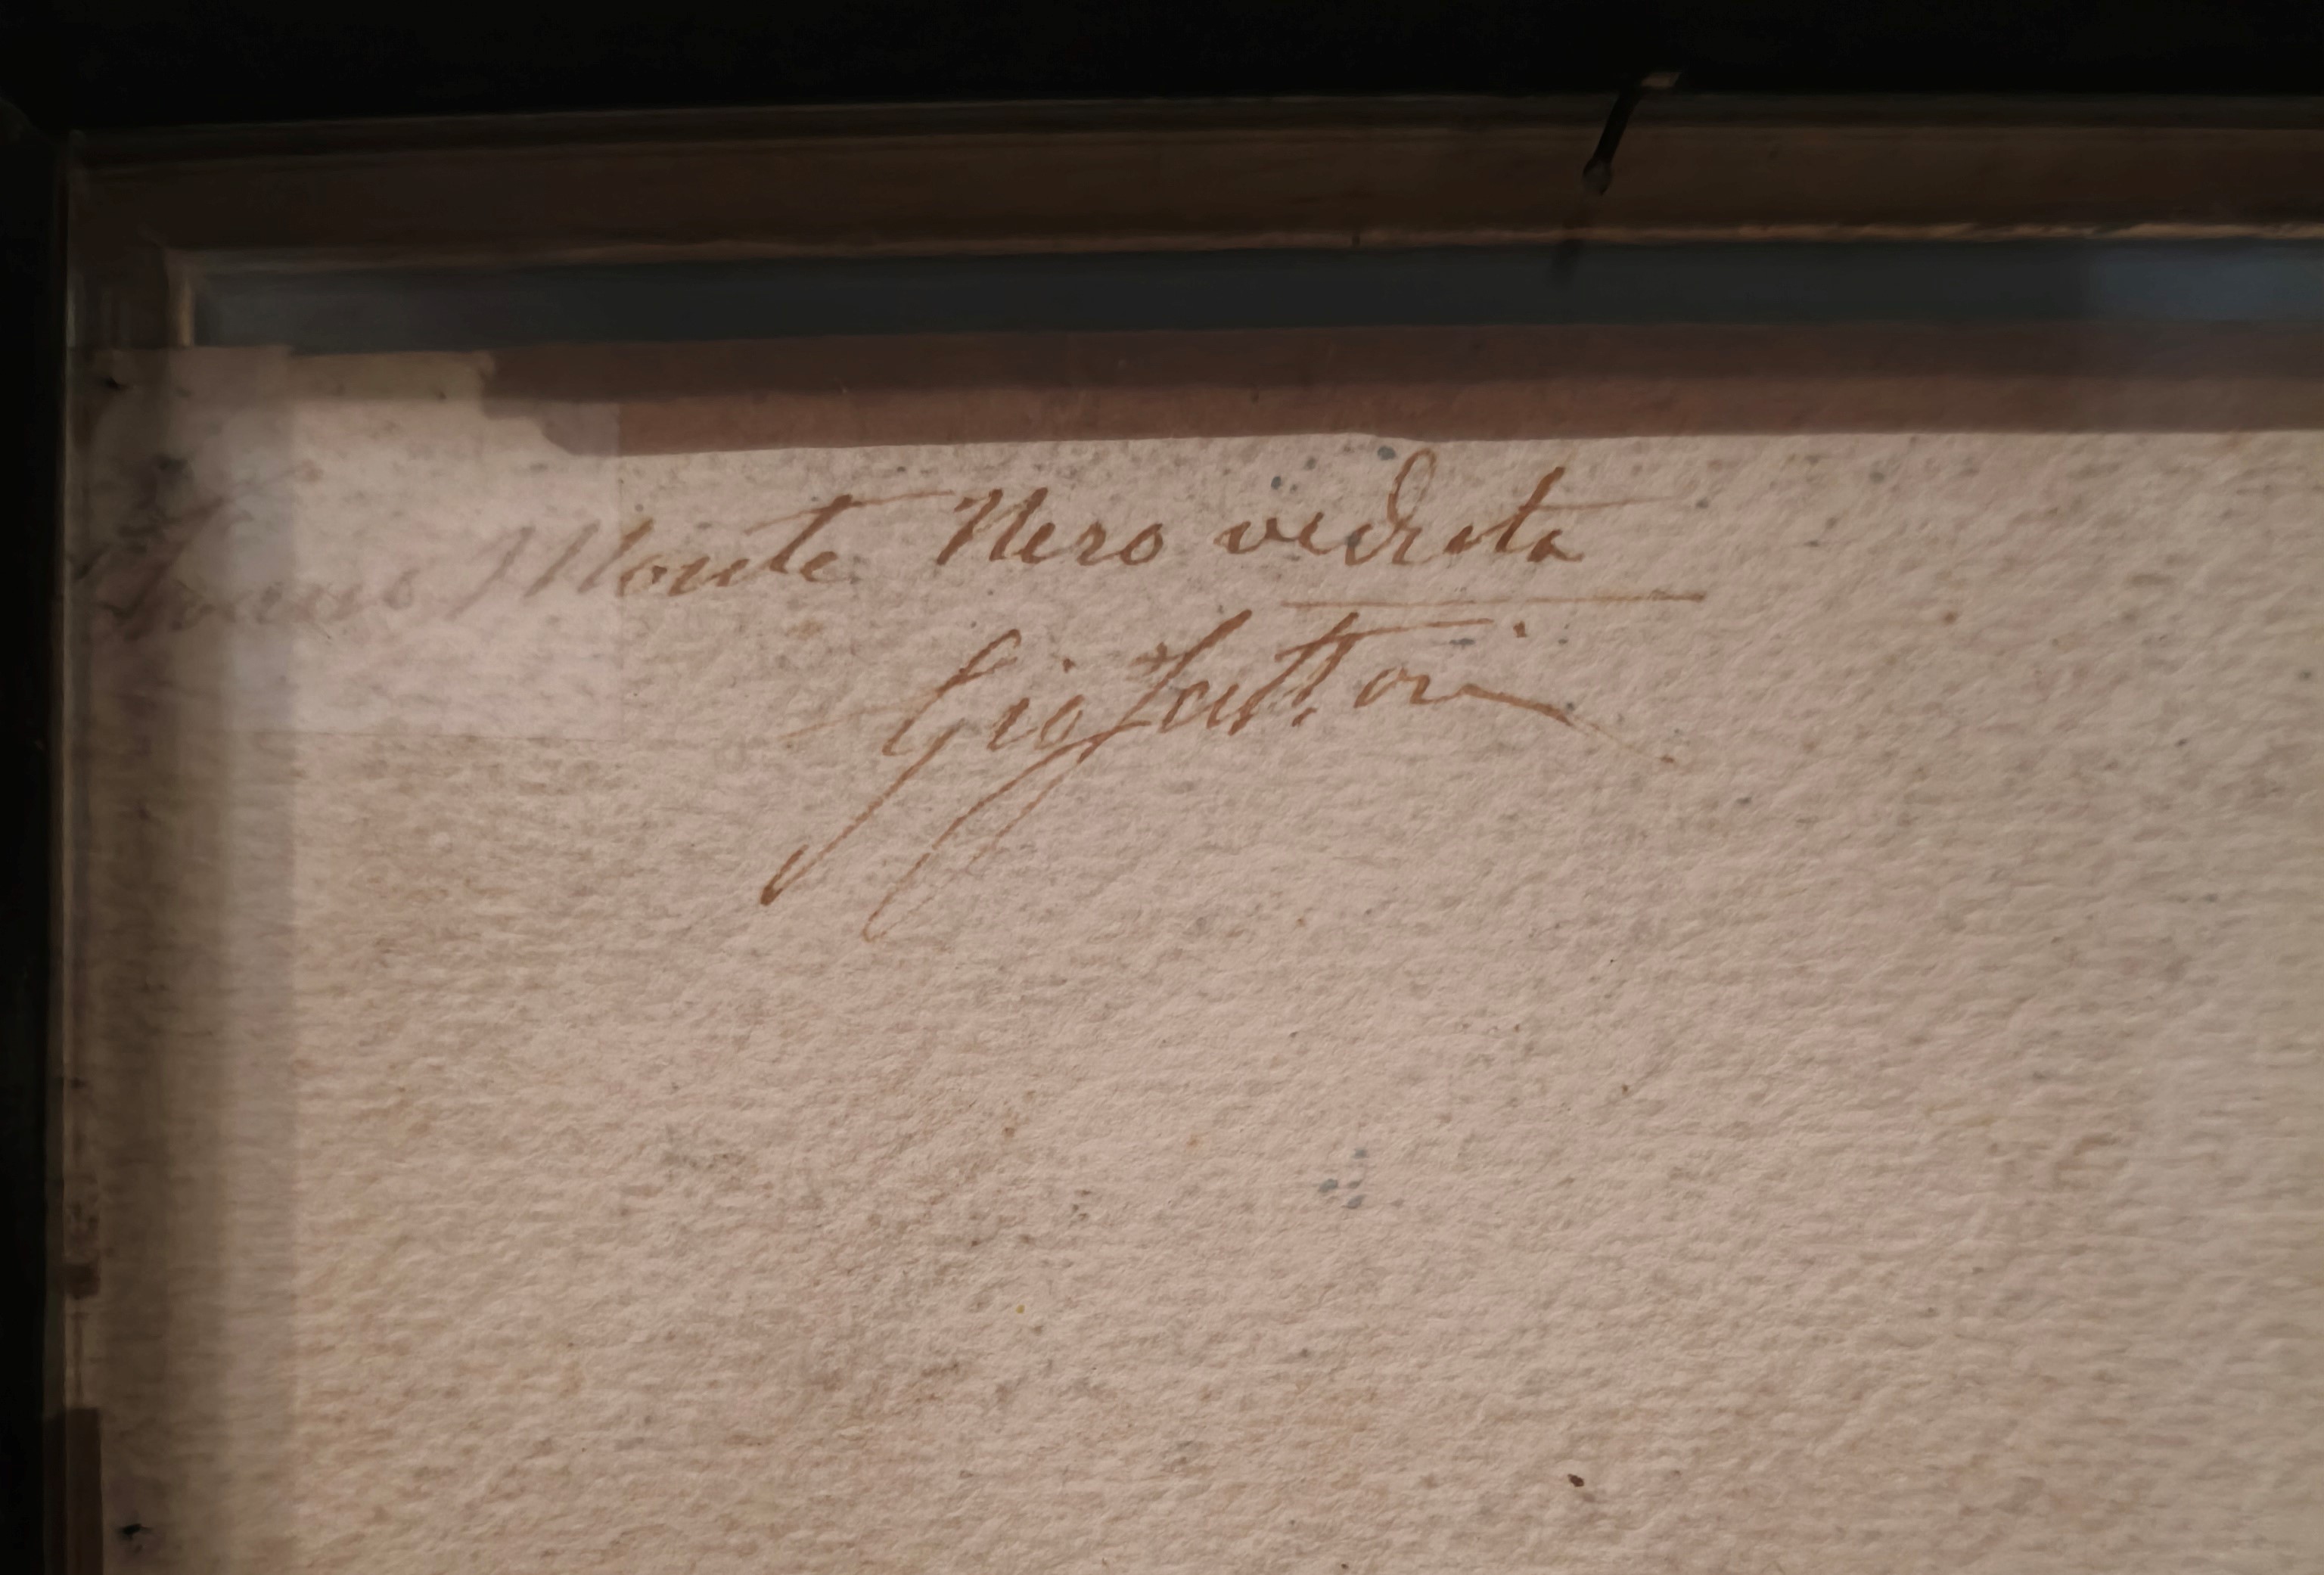 Monte Nero veduta
Gio Fattori